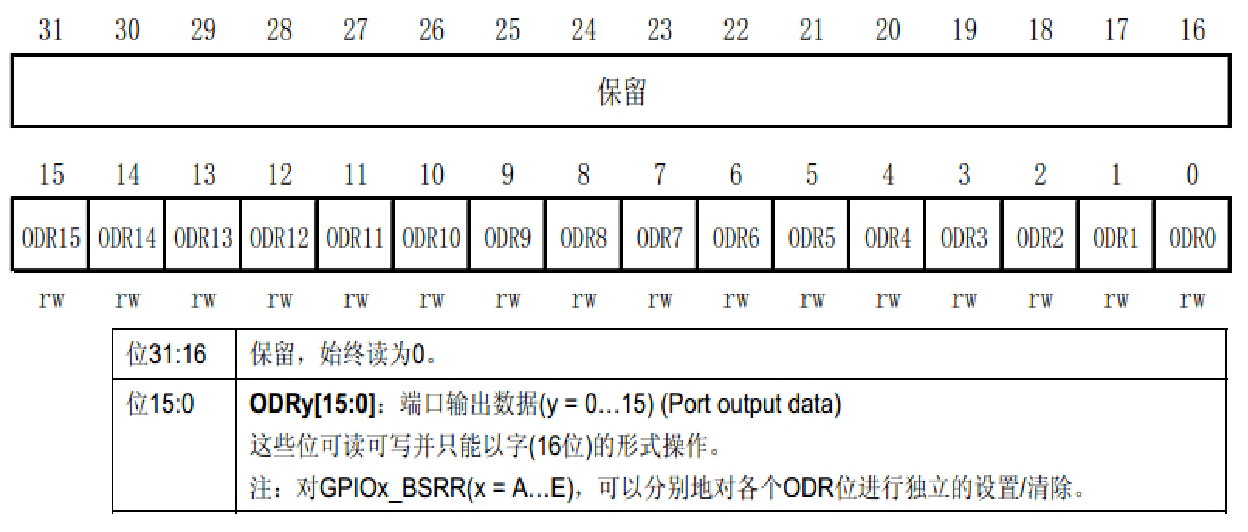 31 30 29 28 27 26 25 24 23 22 21 20 19 18 17 16
保留
15 14 13 12 11 10 9 8 7 6 5 4 3 2 1 0
ODR15 ODR14 ODR13 ODR12 ODR11 ODR10 ODR9 ODR8 ODR7 ODR6 ODR5 ODR4 ODR3 ODR2 ODR1 ODR0
rw rw rw rw rw rw rw rw rw rw rw rw rw rw rw rw
位31:16 保留，始终读为0。
位15:0 ODRy[15:0]：端口输出数据(y = 0…15) (Port output data)
这些位可读可写并只能以字(16位)的形式操作。
注：对GPIOx_BSRR(x = A…E)，可以分别地对各个ODR位进行独立的设置/清除。